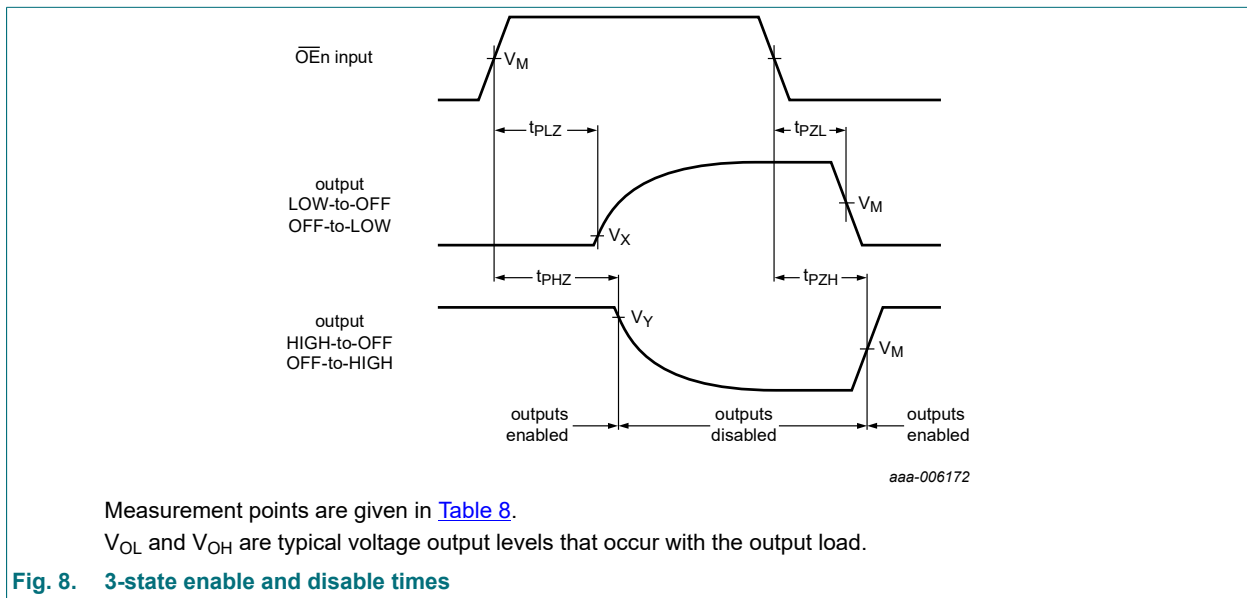 O̅E̅n input
VM
tPLZ
tPZL
output
LOW-to-OFF
OFF-to-LOW
VM
VX
tPHZ
tPZH
output
HIGH-to-OFF
OFF-to-HIGH
VY
VM
outputs
enabled
outputs
disabled
outputs
enabled
aaa-006172
Measurement points are given in Table 8.
VOL and VOH are typical voltage output levels that occur with the output load.
Fig. 8. 3-state enable and disable times